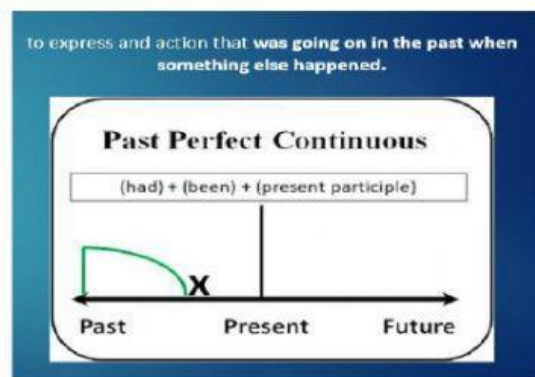 to express and action that was going on in the past when
something else happened.
Past Perfect Continuous
(had) + (been) + (present participle)
X
Past Present Future